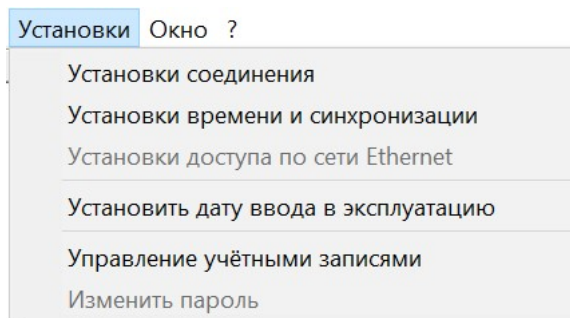 Установки Окно ?
Установки соединения
Установки времени и синхронизации
Установки доступа по сети Ethernet
Установить дату ввода в эксплуатацию
Управление учётными записями
Изменить пароль